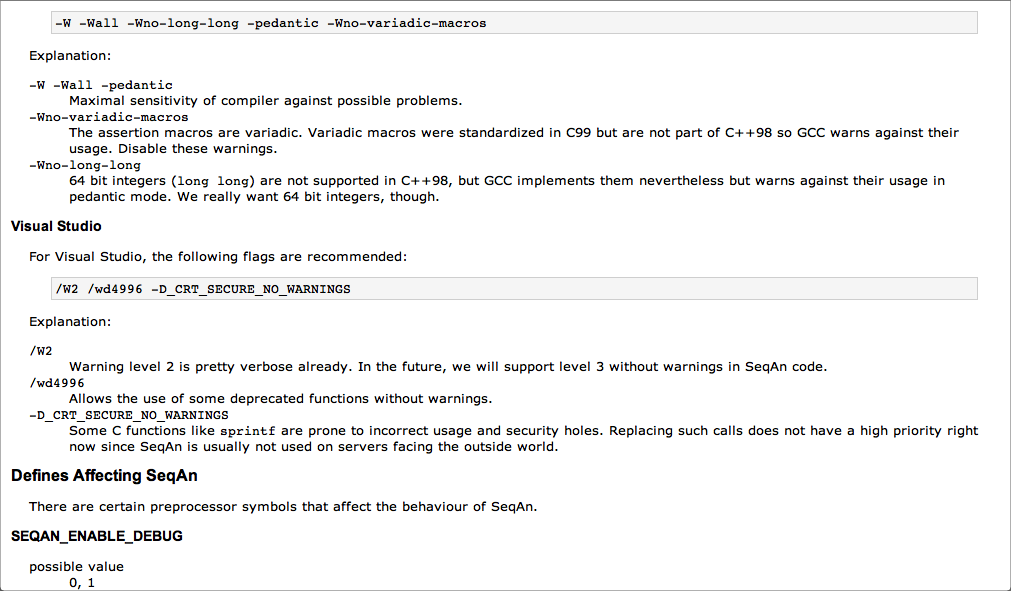 -W -Wall -Wno-long-long -pedantic -Wno-variadic-macros
Explanation:
-W -Wall -pedantic
Maximal sensitivity of compiler against possible problems.
-Wno-variadic-macros
The assertion macros are variadic. Variadic macros were standardized in C99 but are not part of C++98 so GCC warns against their
usage. Disable these warnings.
-Wno-long-long
64 bit integers (long long) are not supported in C++98, but GCC implements them nevertheless but warns against their usage in
pedantic mode. We really want 64 bit integers, though.
Visual Studio
For Visual Studio, the following flags are recommended:
/W2 /wd4996 -D_CRT_SECURE_NO_WARNINGS
Explanation:
/W2
Warning level 2 is pretty verbose already. In the future, we will support level 3 without warnings in SeqAn code.
/wd4996
Allows the use of some deprecated functions without warnings.
-D_CRT_SECURE_NO_WARNINGS
Some C functions like sprintf are prone to incorrect usage and security holes. Replacing such calls does not have a high priority right
now since SeqAn is usually not used on servers facing the outside world.
Defines Affecting SeqAn
There are certain preprocessor symbols that affect the behaviour of SeqAn.
SEQAN_ENABLE_DEBUG
possible value
0, 1